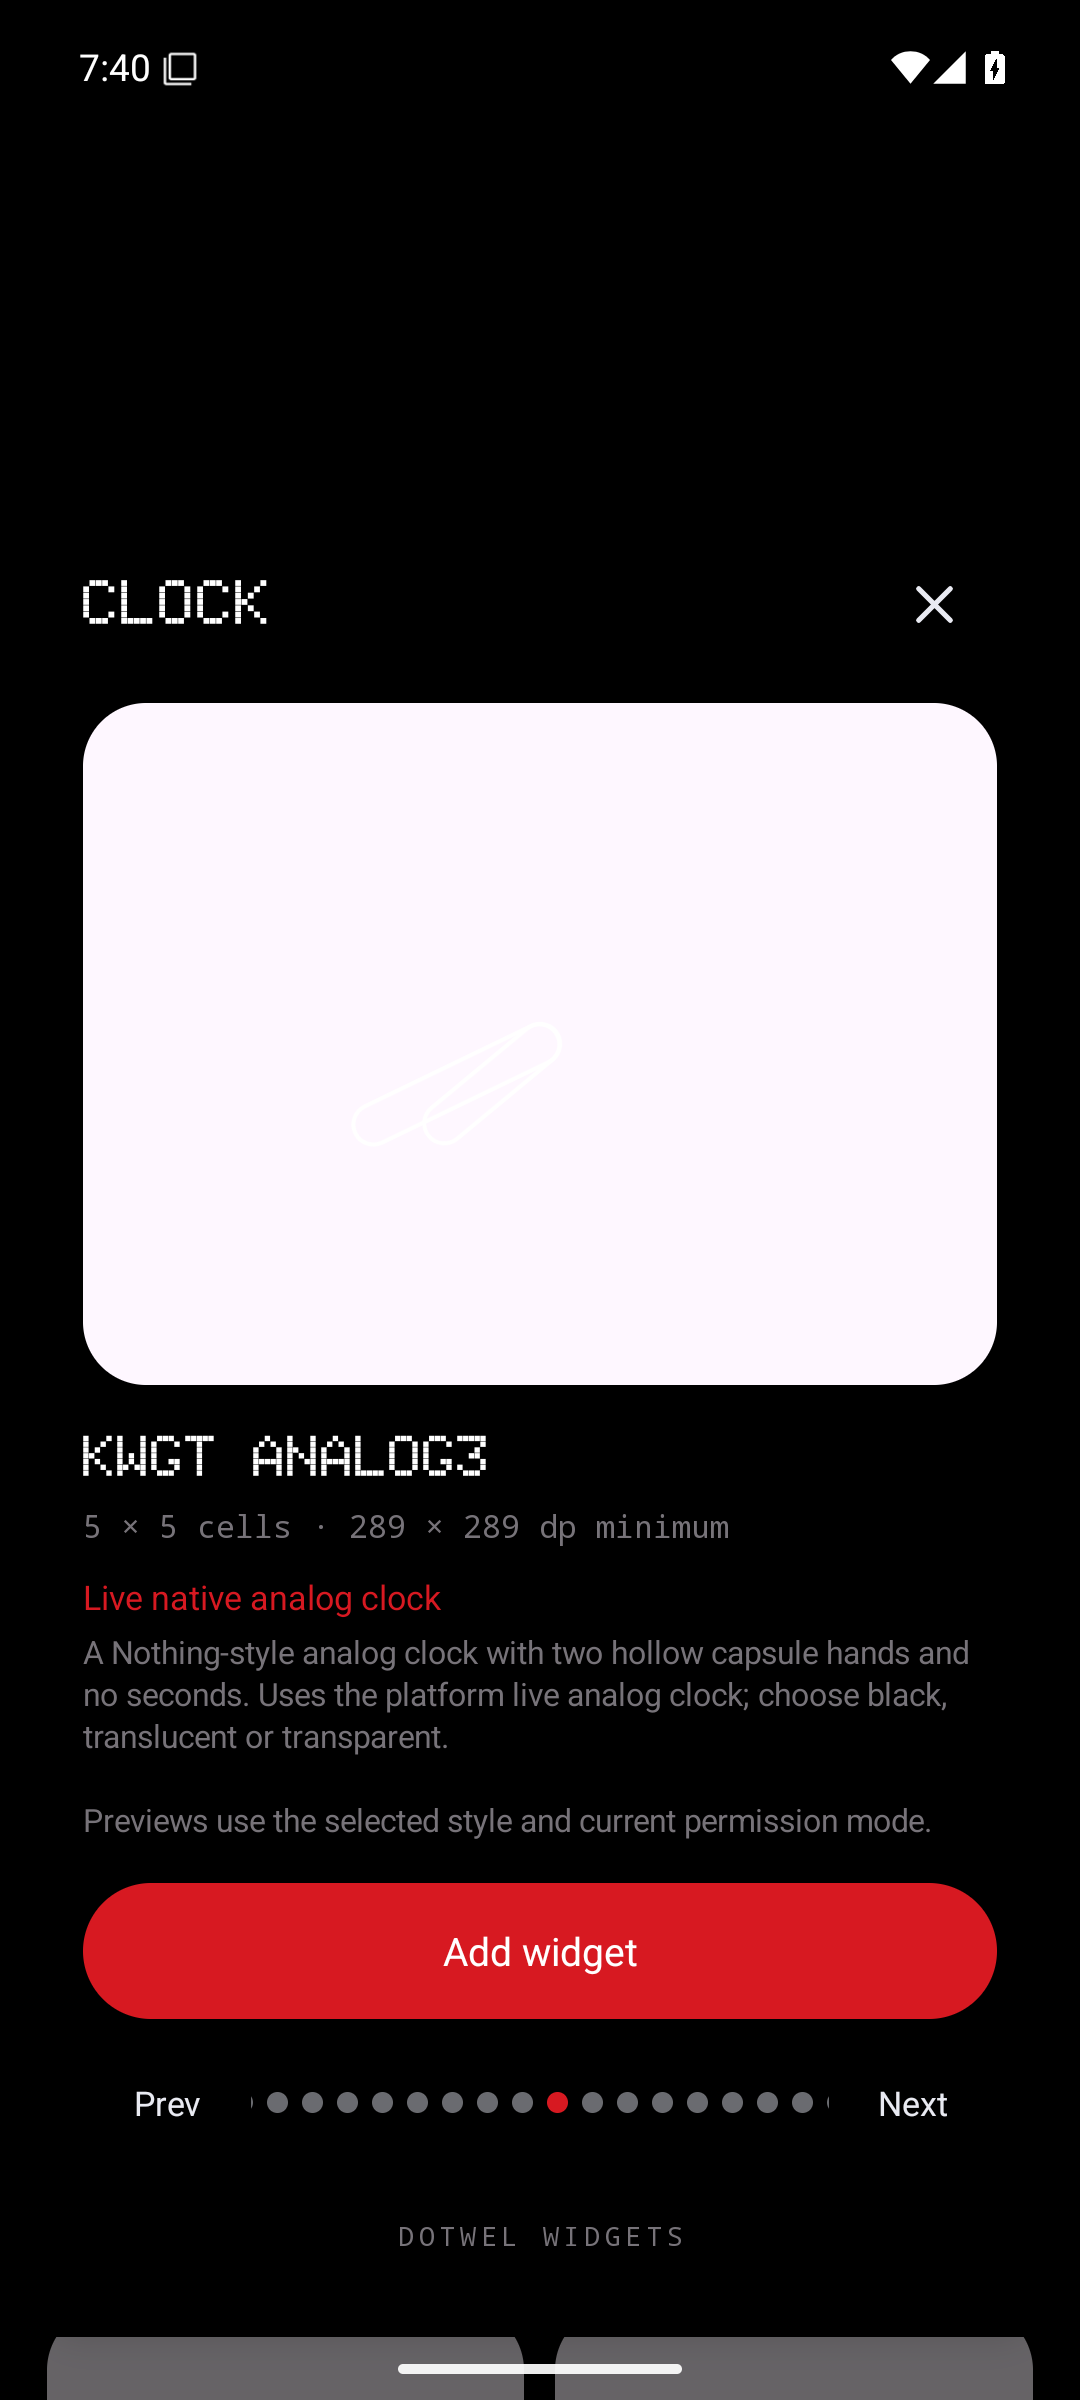 7:40
CLOCK
KWGT ANALOG3
5 × 5 cells · 289 × 289 dp minimum
Live native analog clock
A Nothing-style analog clock with two hollow capsule hands and
no seconds. Uses the platform live analog clock; choose black,
translucent or transparent.
Previews use the selected style and current permission mode.
Add widget
Prev
Next
DOTWEL WIDGETS